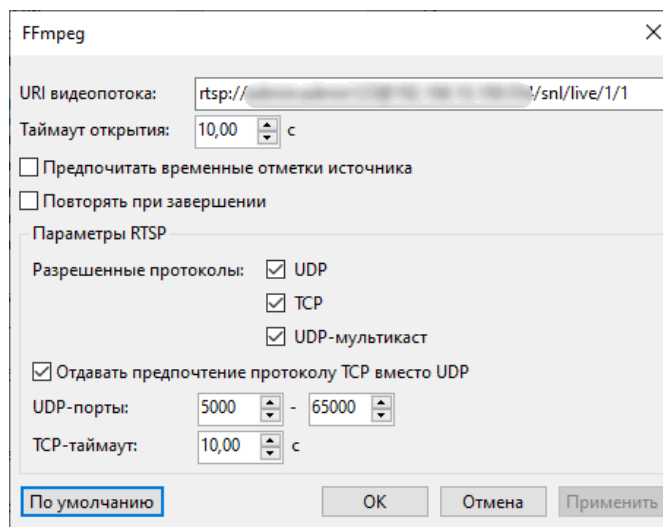 FFmpeg
URI видеопотока: rtsp:// /snl/live/1/1
Таймаут открытия: 10,00 с
Предпочитать временные отметки источника
Повторять при завершении
Параметры RTSP
Разрешенные протоколы: UDP
TCP
UDP-мультикаст
Отдавать предпочтение протоколу TCP вместо UDP
UDP-порты: 5000 - 65000
TCP-таймаут: 10,00 с
По умолчанию OK Отмена Применить